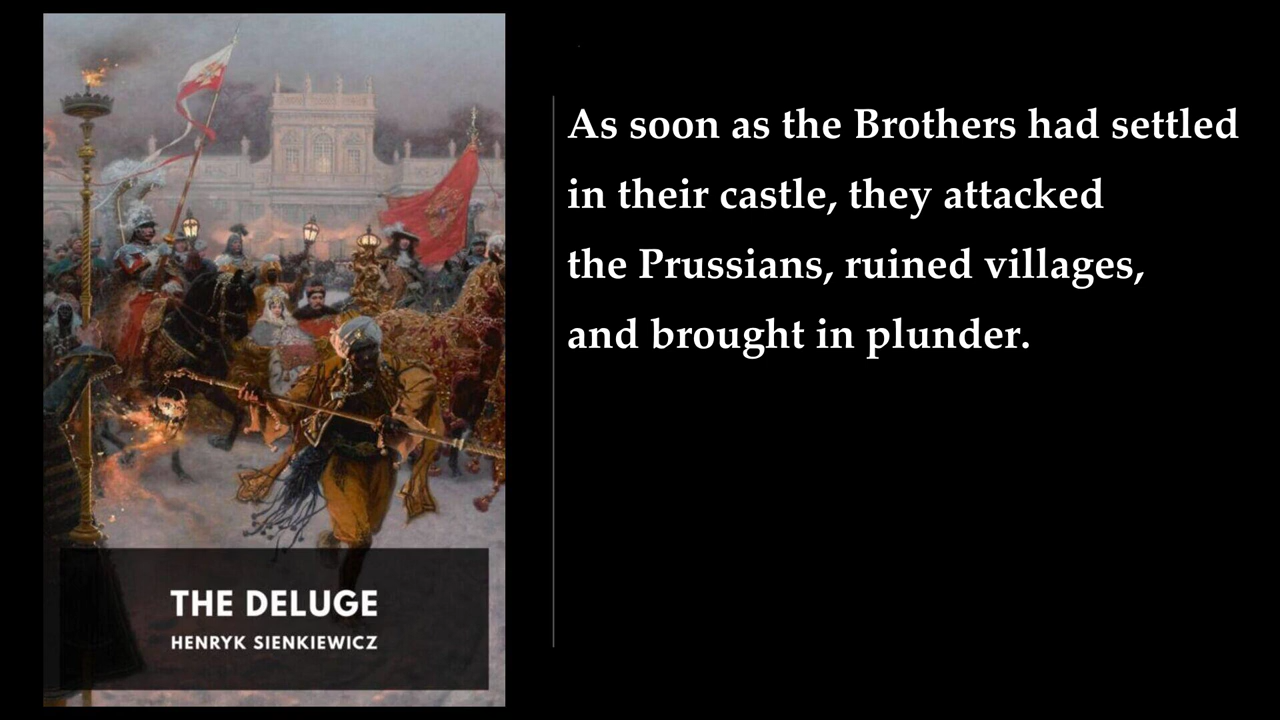 As soon as the Brothers had settled
in their castle, they attacked
the Prussians, ruined villages,
and brought in plunder.
THE DELUGE
HENRYK SIENKIEWICZ